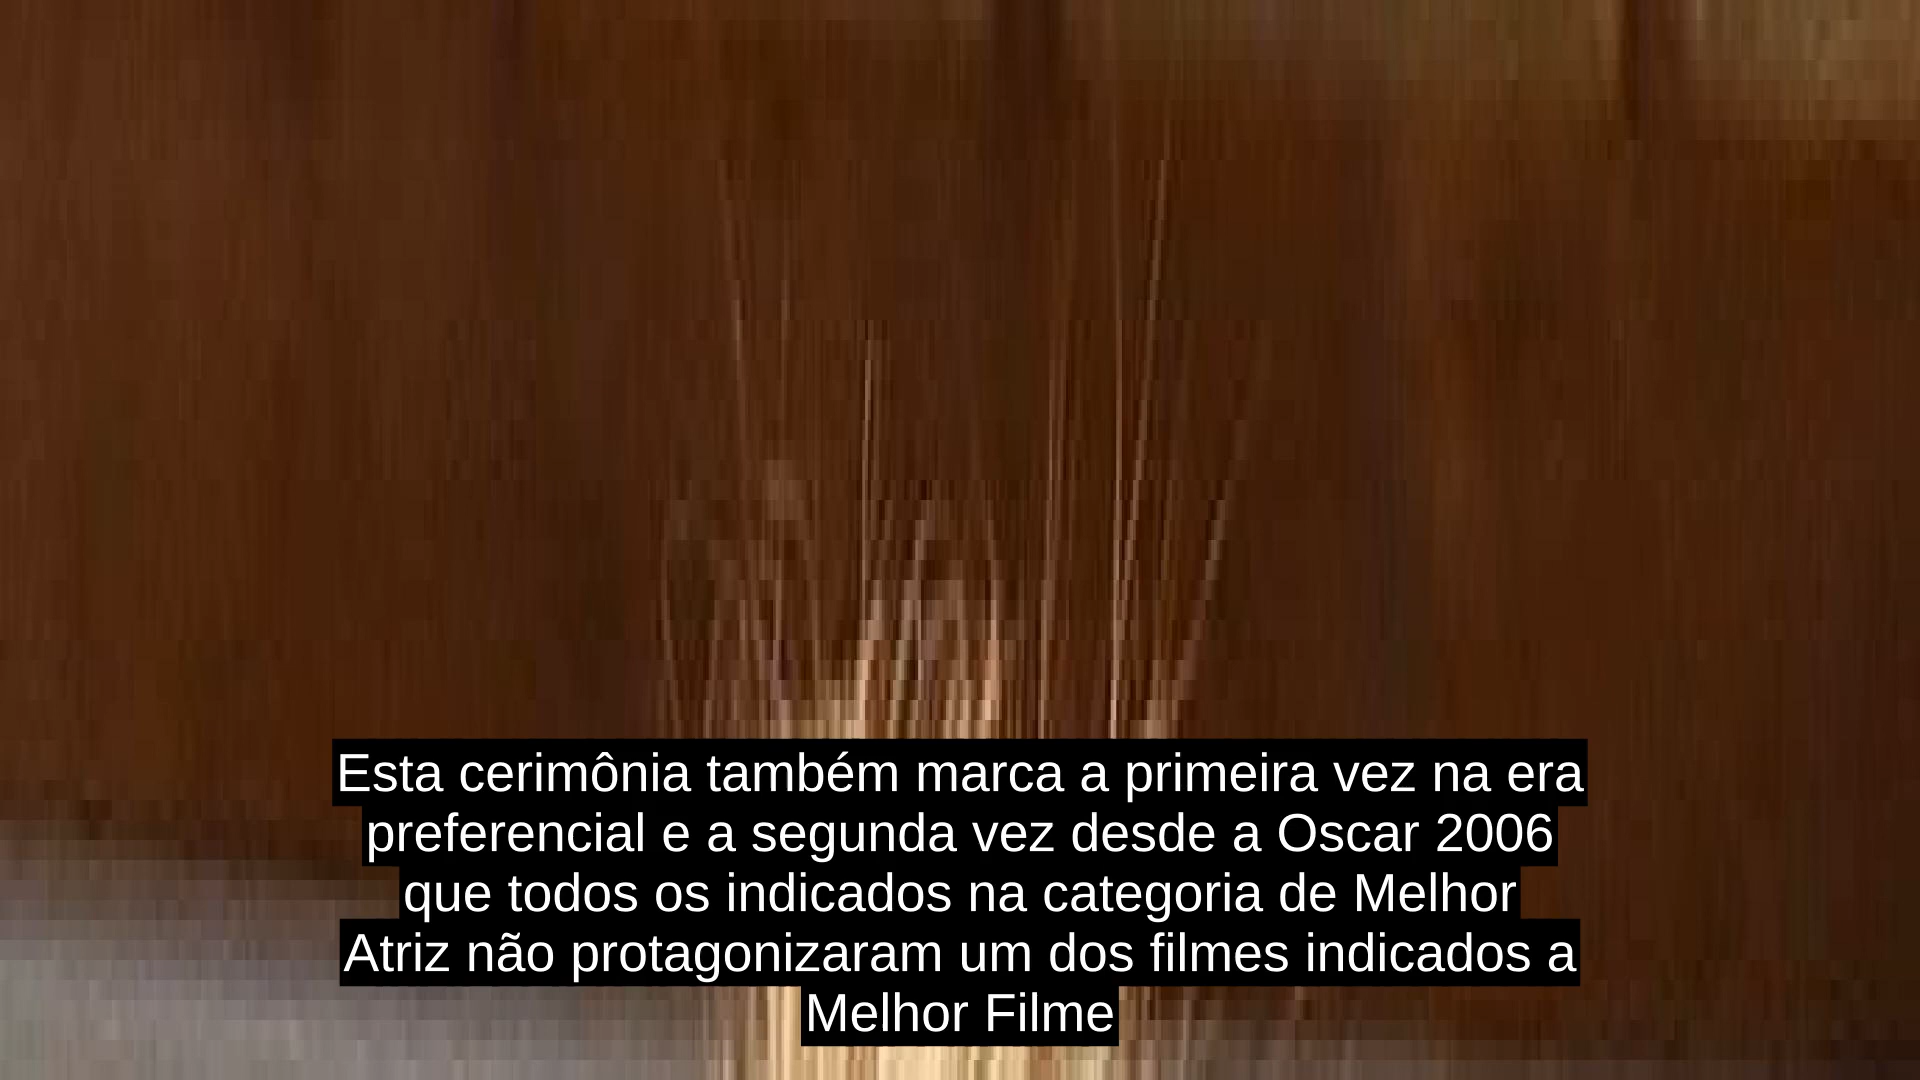 Esta cerimônia também marca a primeira vez na era
preferencial e a segunda vez desde a Oscar 2006
que todos os indicados na categoria de Melhor
Atriz não protagonizaram um dos filmes indicados a
Melhor Filme